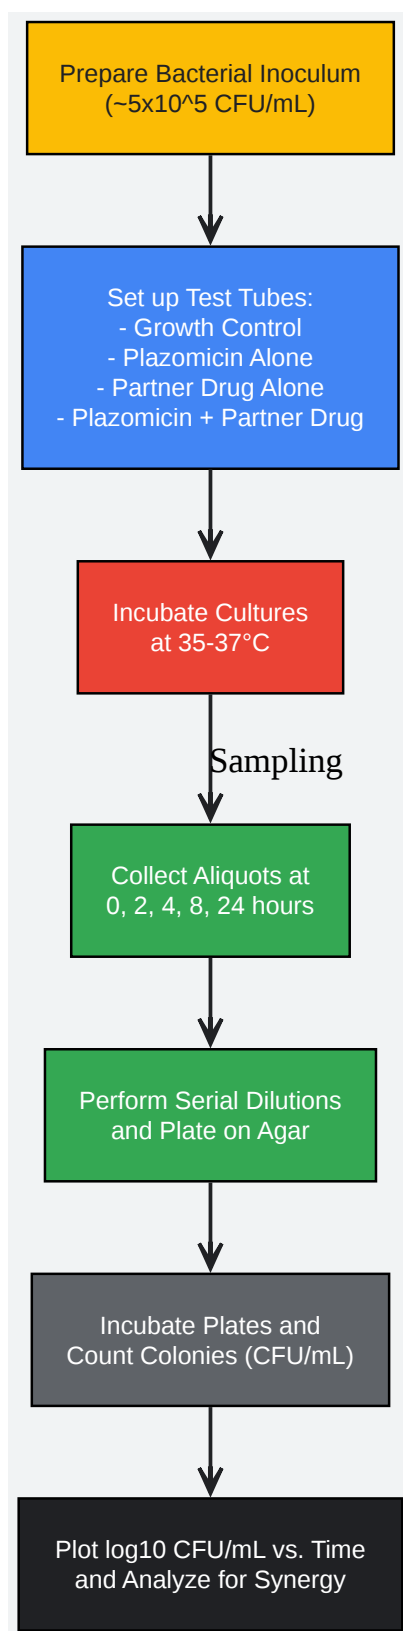 Prepare Bacterial Inoculum
(~5x10^5 CFU/mL)
Set up Test Tubes:
- Growth Control
- Plazomicin Alone
- Partner Drug Alone
- Plazomicin + Partner Drug
Incubate Cultures
at 35-37°C
Sampling
Collect Aliquots at
0, 2, 4, 8, 24 hours
Perform Serial Dilutions
and Plate on Agar
Incubate Plates and
Count Colonies (CFU/mL)
Plot log10 CFU/mL vs. Time
and Analyze for Synergy